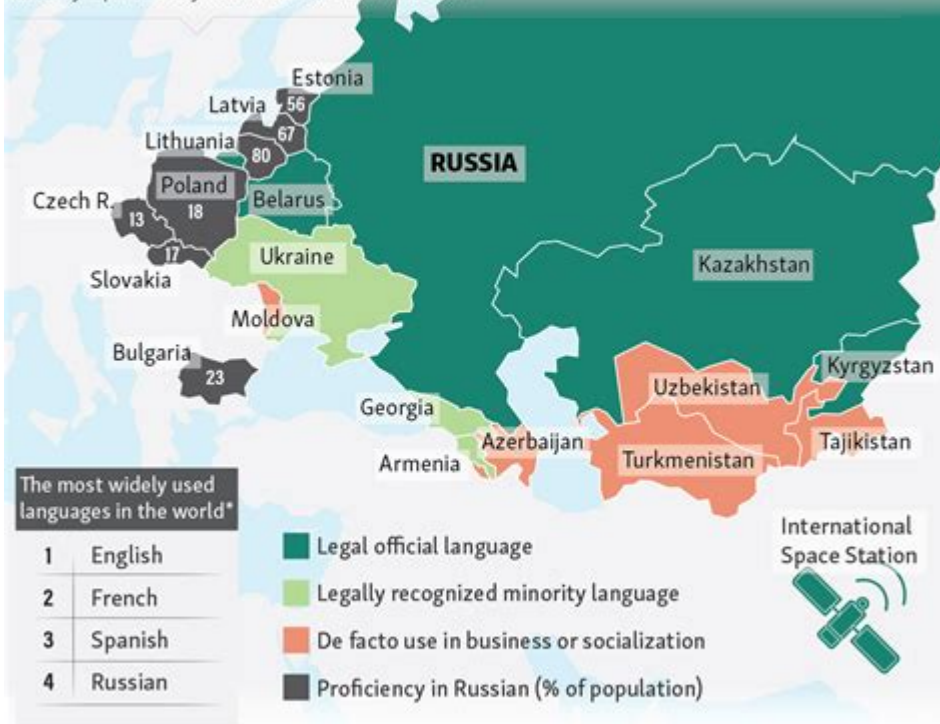 Estonia
56
Latvia
67
Lithuania
80
RUSSIA
Poland
18
Belarus
Czech R.
13
Ukraine
17
Kazakhstan
Slovakia
Moldova
Bulgaria
23
Kyrgyzstan
Uzbekistan
Georgia
Azerbaijan
Tajikistan
Armenia
Turkmenistan
The most widely used
languages in the world*
1 English
2 French
3 Spanish
4 Russian
Legal official language
Legally recognized minority language
De facto use in business or socialization
Proficiency in Russian (% of population)
International
Space Station